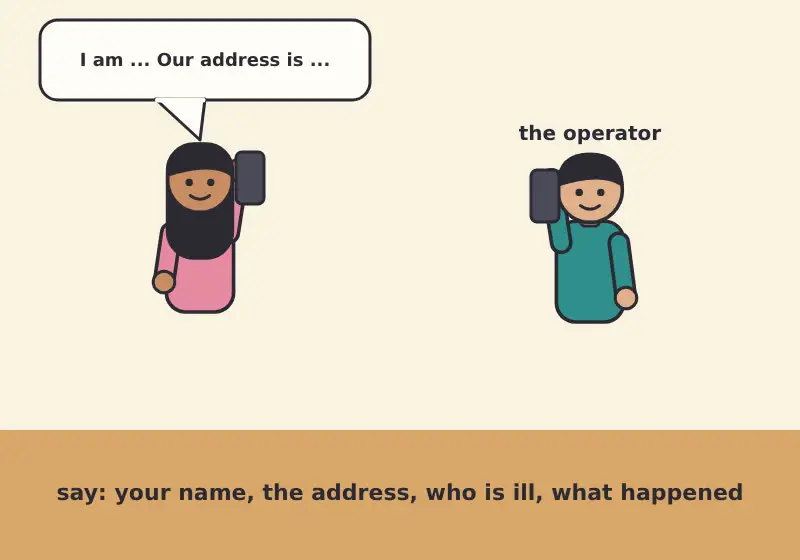 I am ... Our address is ...
the operator
say: your name, the address, who is ill, what happened